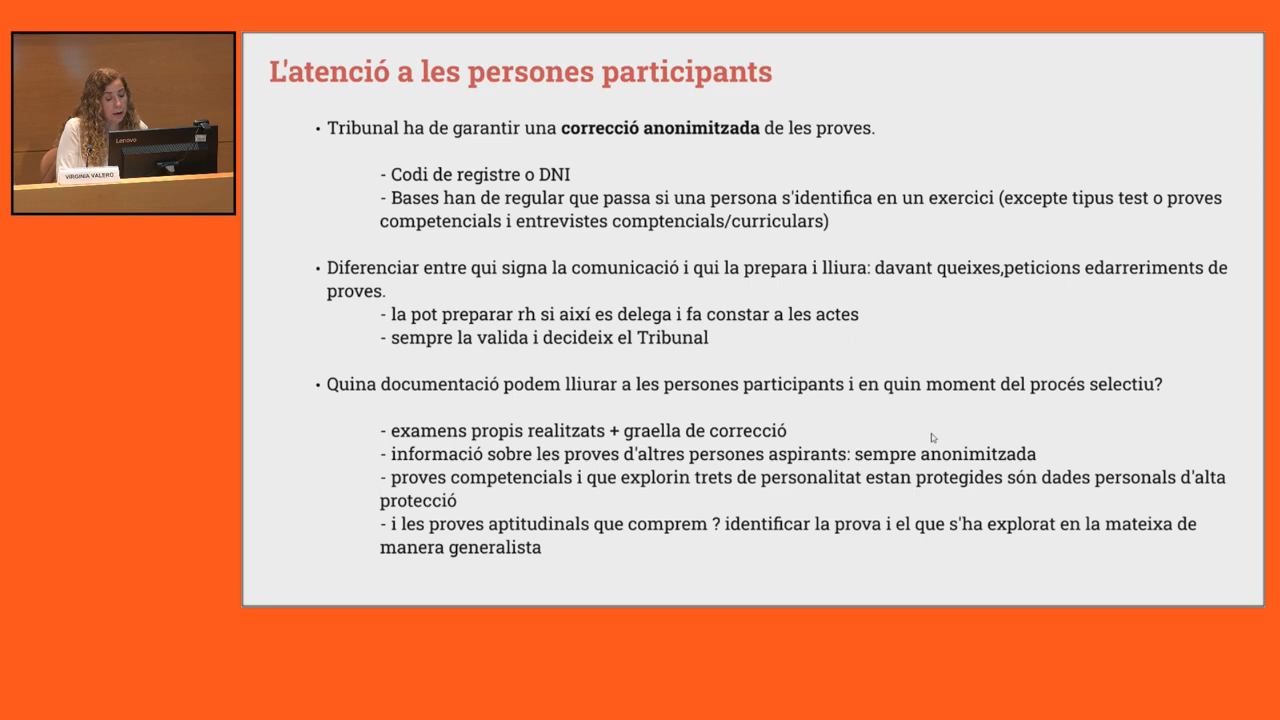 L'atenció a les persones participants
• Tribunal ha de garantir una correcció anonimitzada de les proves.
- Codi de registre o DNI
- Bases han de regular que passa si una persona s'identifica en un exercici (excepte tipus test o proves
competencials i entrevistes comptencials/curriculars)
• Diferenciar entre qui signa la comunicació i qui la prepara i lliura: davant queixes,peticions edarreriments de
proves.
- la pot preparar rh si així es delega i fa constar a les actes
- sempre la valida i decideix el Tribunal
• Quina documentació podem lliurar a les persones participants i en quin moment del procés selectiu?
- examens propis realitzats + graella de correcció
- informació sobre les proves d'altres persones aspirants: sempre anonimitzada
- proves competencials i que explorin trets de personalitat estan protegides són dades personals d'alta
protecció
- i les proves aptitudinals que comprem ? identificar la prova i el que s'ha explorat en la mateixa de
manera generalista
Lenovo
VIRGINIA VALERO